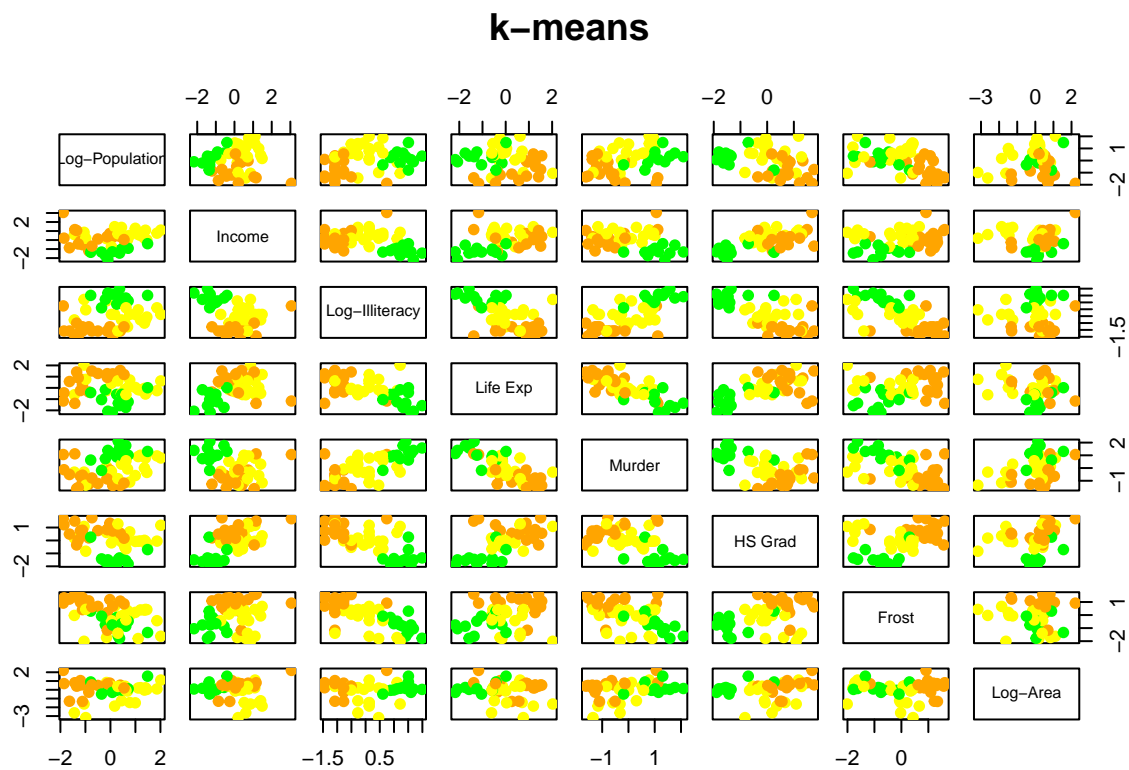 k−means
−2 0 2
−2 0 2
−2 0
−3 0 2
Log−Population
1
−2
2
−2
Income
Log−Illiteracy
−1.5
2
−2
Life Exp
Murder
2
−1
1
−2
HS Grad
Frost
1
−2
2
−3
Log−Area
−2 0 2
−1.5 0.5
−1 1
−2 0